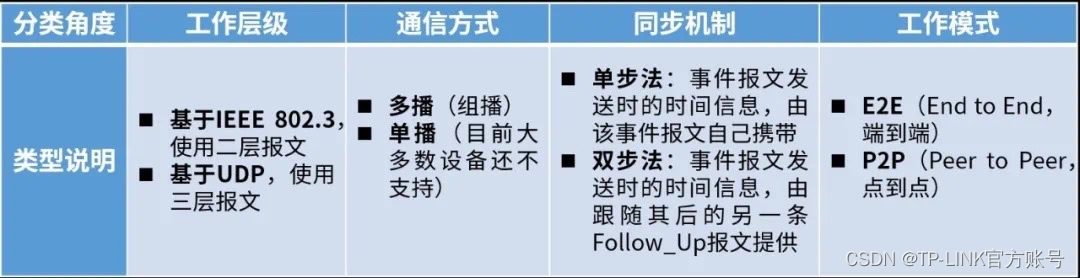 分类角度
工作层级
通信方式
同步机制
工作模式
类型说明
■ 基于IEEE 802.3，
使用二层报文
■ 基于UDP，使用
三层报文
■ 多播（组播）
■ 单播（目前大
多数设备还不
支持）
■ 单步法：事件报文发
送时的时间信息，由
该事件报文自己携带
■ 双步法：事件报文发
送时的时间信息，由
跟随其后的另一条
Follow_Up报文提供
■ E2E（End to End，
端到端）
■ P2P（Peer to Peer，
点到点）
CSDN @TP-LINK官方账号